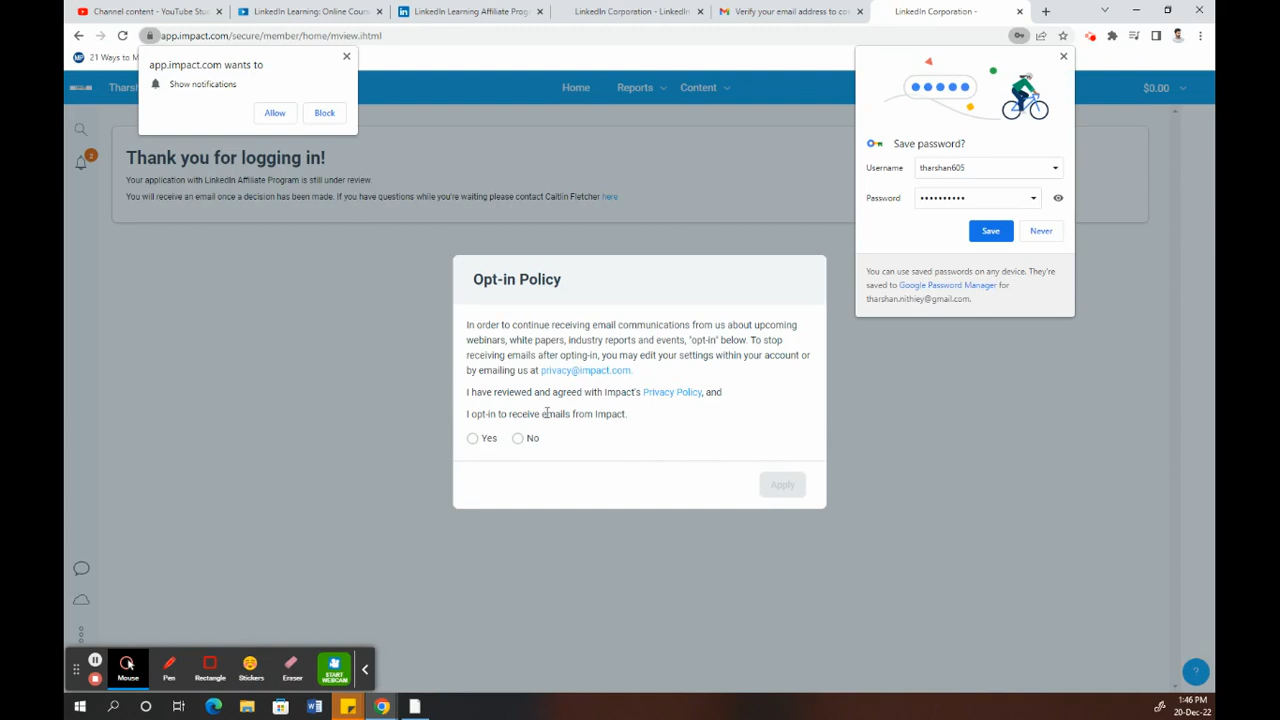 Channel content - YouTube Stu
LinkedIn Learning: Online Cours
LinkedIn Learning Affiliate Prog
LinkedIn Corporation - LinkedIn
Verify your email address to co
LinkedIn Corporation -
app.impact.com/secure/member/home/mview.ihtml
MF 21 Ways to M
app.impact.com wants to
Show notifications
Allow
Block
Save password?
Username
tharshan605
Password
••••••••••
Save
Never
You can use saved passwords on any device. They're
saved to Google Password Manager for
tharshan.nithiey@gmail.com.
Thars
Home
Reports
Content
$0.00
2
Thank you for logging in!
Your application with LinkedIn Affiliate Program is still under review.
You will receive an email once a decision has been made. If you have questions while you're waiting please contact Caitlin Fletcher here
Opt-in Policy
In order to continue receiving email communications from us about upcoming
webinars, white papers, industry reports and events, "opt-in" below. To stop
receiving emails after opting-in, you may edit your settings within your account or
by emailing us at privacy@impact.com.
I have reviewed and agreed with Impact's Privacy Policy, and
I opt-in to receive emails from Impact.
Yes
No
Apply
Mouse
Pen
Rectangle
Stickers
Eraser
START
WEBCAM
?
1:46 PM
20-Dec-22